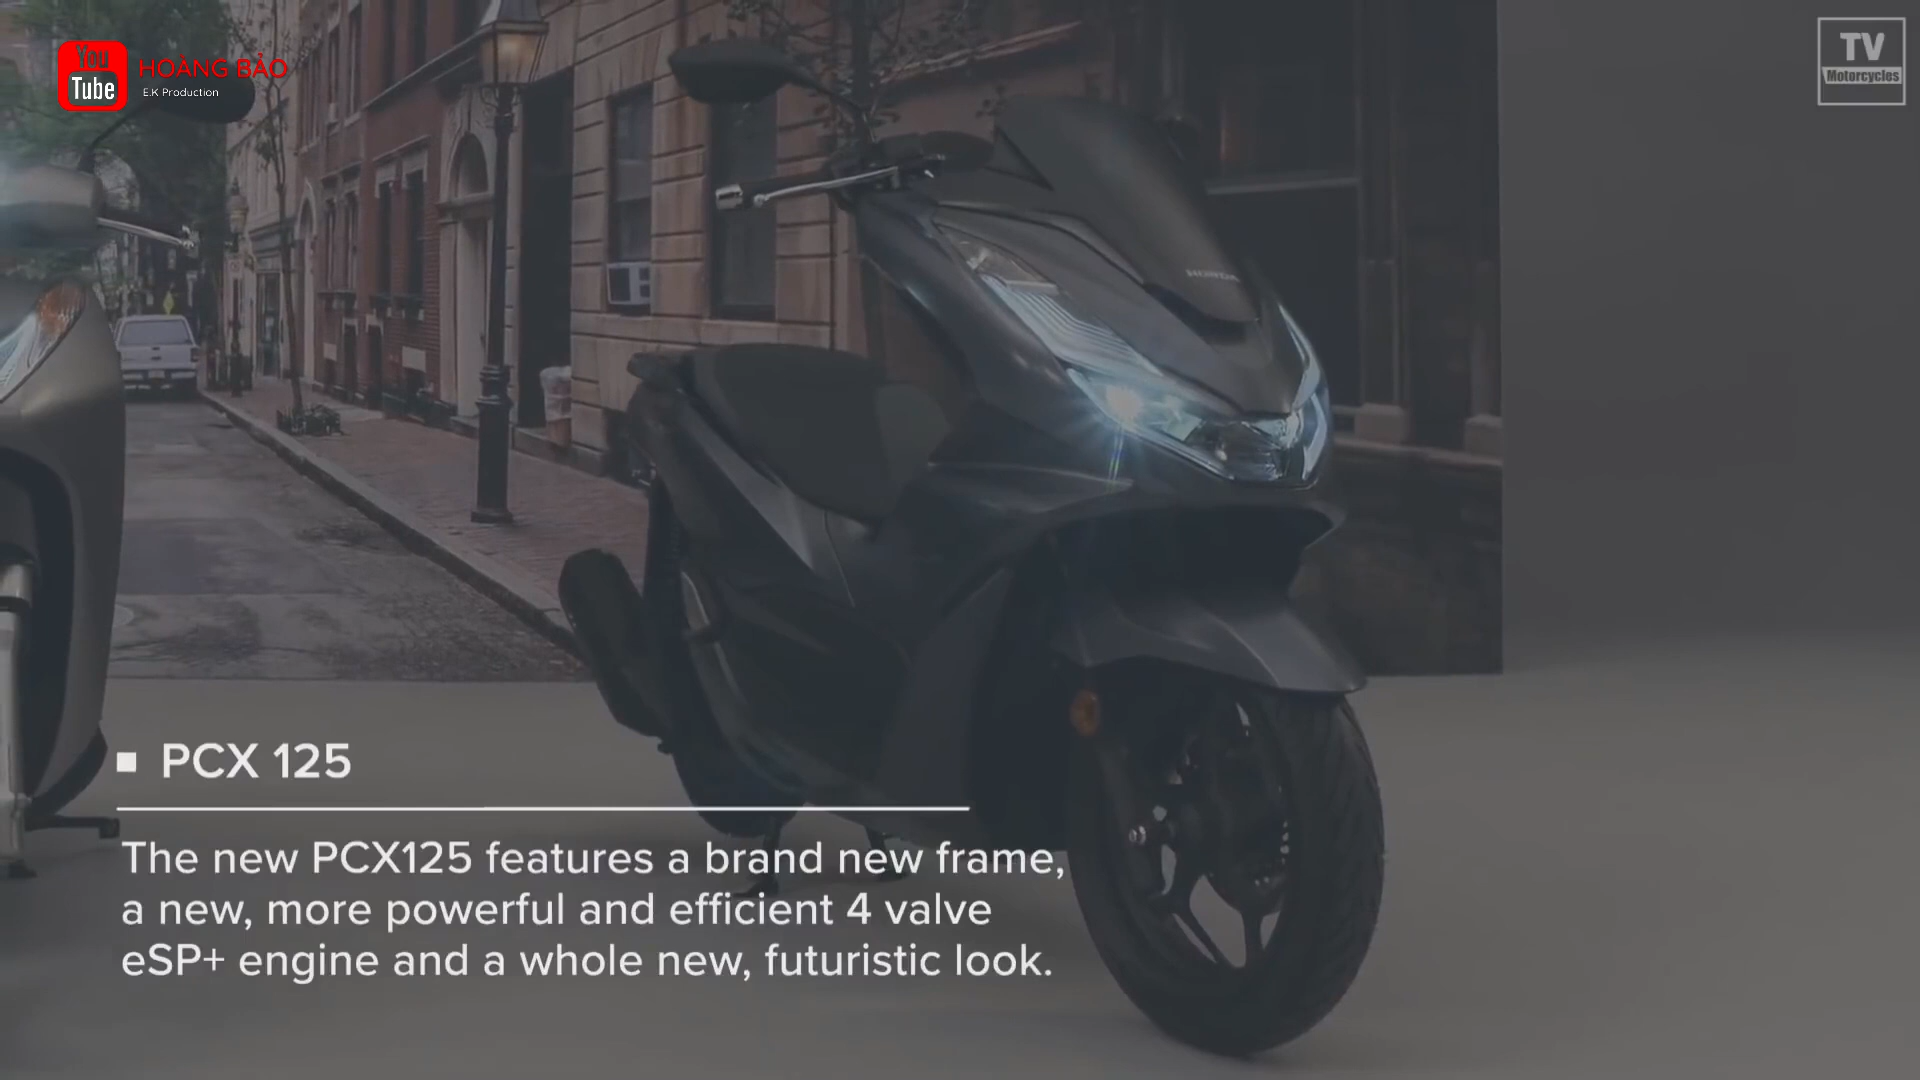 You
Tube
HOÀNG BẢO
E.K Production
TV
Motorcycles
HONDA
PCX 125
The new PCX125 features a brand new frame,
a new, more powerful and efficient 4 valve
eSP+ engine and a whole new, futuristic look.